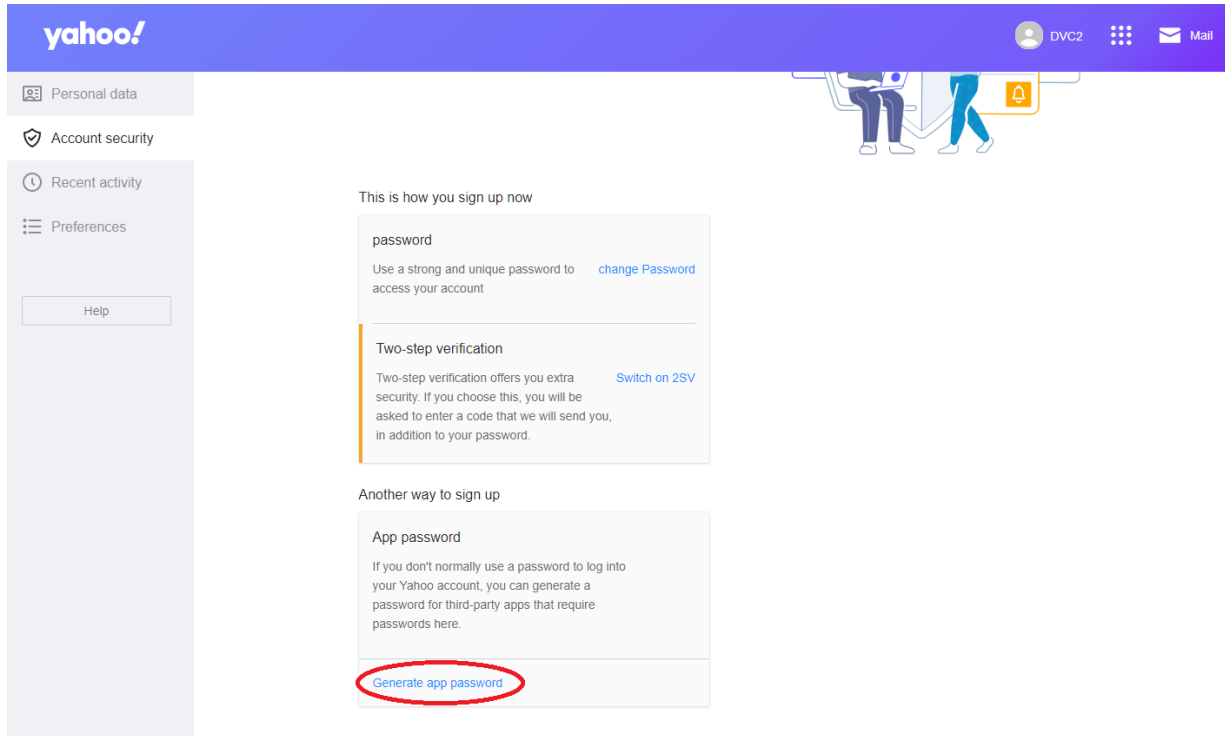 yahoo!
DVC2
Mail
Personal data
Account security
Recent activity
Preferences
Help
This is how you sign up now
password
Use a strong and unique password to
access your account
change Password
Two-step verification
Two-step verification offers you extra
security. If you choose this, you will be
asked to enter a code that we will send you,
in addition to your password.
Switch on 2SV
Another way to sign up
App password
If you don't normally use a password to log into
your Yahoo account, you can generate a
password for third-party apps that require
passwords here.
Generate app password